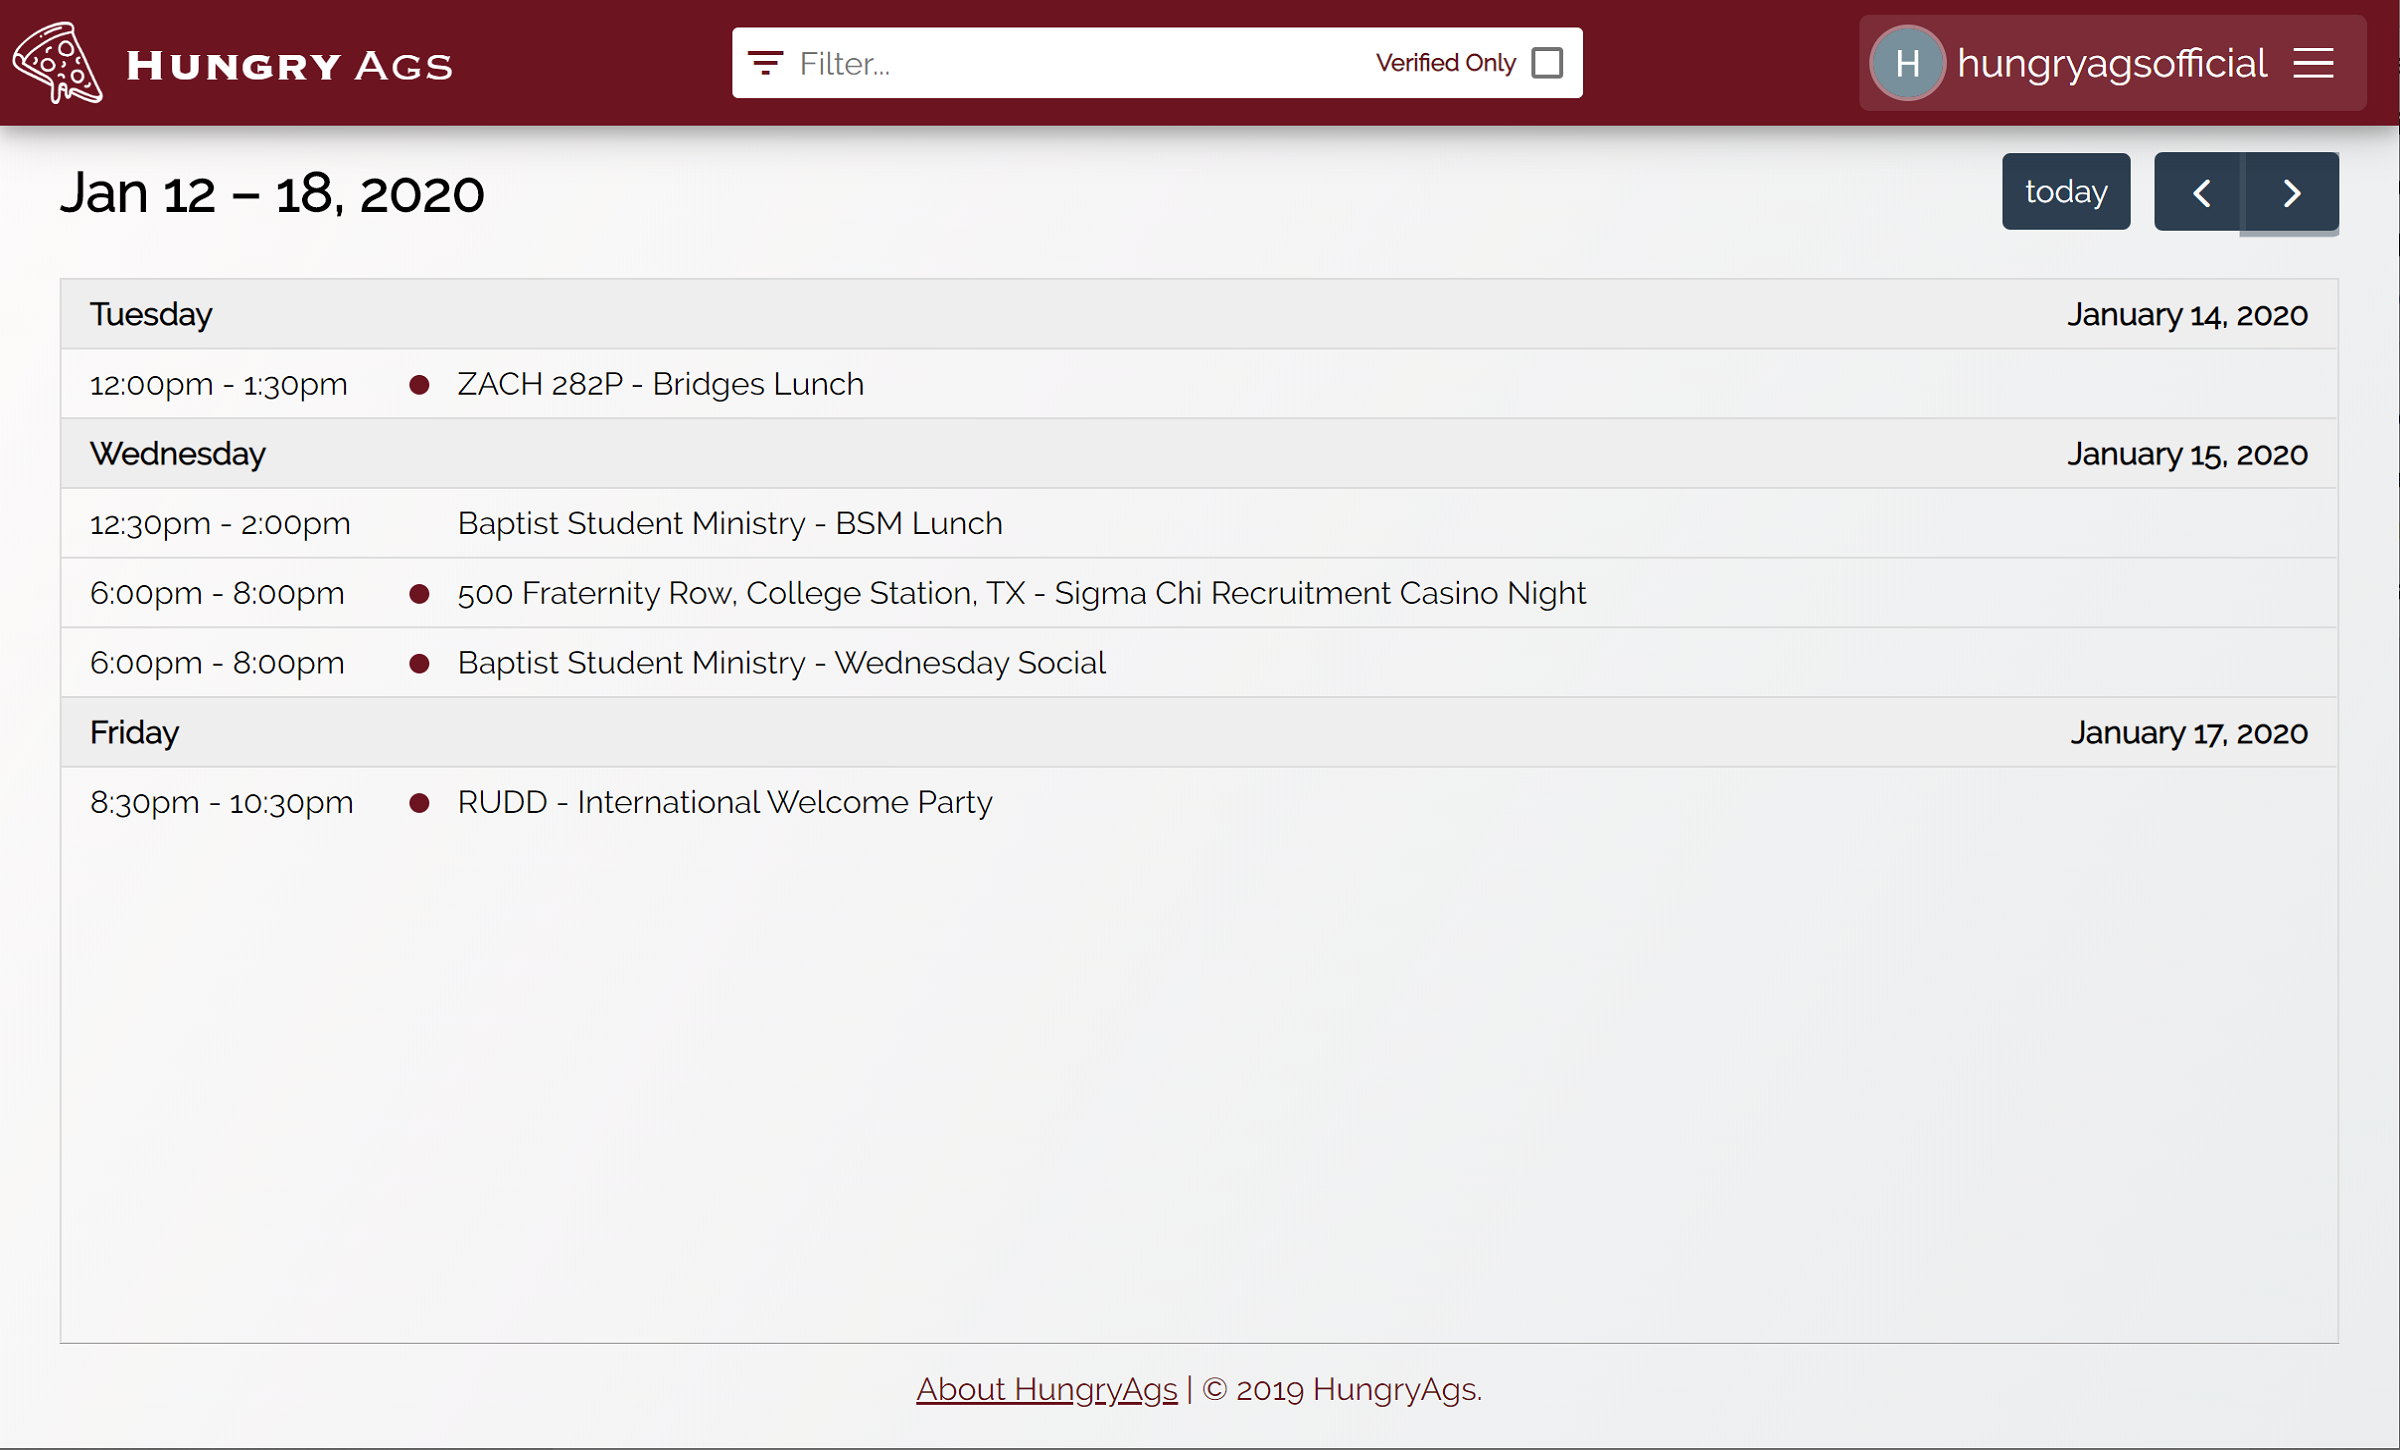 HUNGRY AGS
Filter...
Verified Only
H
hungryagsofficial
Jan 12 – 18, 2020
today
Tuesday January 14, 2020
12:00pm - 1:30pm ZACH 282P - Bridges Lunch
Wednesday January 15, 2020
12:30pm - 2:00pm Baptist Student Ministry - BSM Lunch
6:00pm - 8:00pm 500 Fraternity Row, College Station, TX - Sigma Chi Recruitment Casino Night
6:00pm - 8:00pm Baptist Student Ministry - Wednesday Social
Friday January 17, 2020
8:30pm - 10:30pm RUDD - International Welcome Party
About HungryAgs | © 2019 HungryAgs.